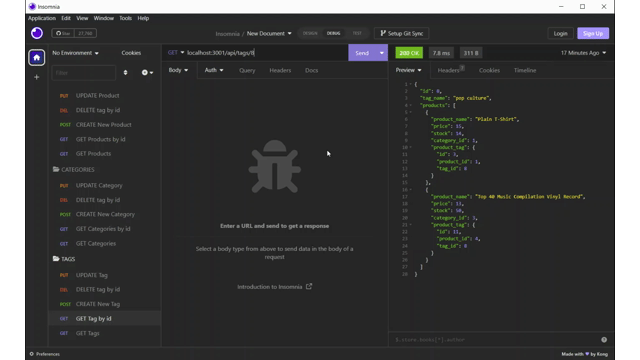 Insomnia
Application File Edit View Window Tools Help
Star 27,760
Insomnia / New Document
DESIGN DEBUG TEST
Setup Git Sync
Login
Sign Up
No Environment Cookies
GET localhost:3001/api/tags/8
Send
200 OK 7.8 ms 311 B
17 Minutes Ago
Filter
Body Auth Query Headers Docs
Preview Headers Cookies Timeline
PUT UPDATE Product
DEL DELETE tag by id
POST CREATE New Product
GET GET Products by id
GET GET Products
CATEGORIES
PUT UPDATE Category
DEL DELETE tag by id
POST CREATE New Category
GET GET Categories by id
GET GET Categories
TAGS
PUT UPDATE Tag
DEL DELETE tag by id
POST CREATE New Tag
GET GET Tag by id
GET GET Tags
Enter a URL and send to get a response
Select a body type from above to send data in the body of a
request
Introduction to Insomnia
1 {
2 "id": 8,
3 "tag_name": "pop culture",
4 "products": [
5 {
6 "product_name": "Plain T-Shirt",
7 "price": 15,
8 "stock": 14,
9 "category_id": 1,
10 "product_tag": {
11 "id": 3,
12 "product_id": 1,
13 "tag_id": 8
14 }
15 },
16 {
17 "product_name": "Top 40 Music Compilation Vinyl Record",
18 "price": 13,
19 "stock": 50,
20 "category_id": 3,
21 "product_tag": {
22 "id": 11,
23 "product_id": 4,
24 "tag_id": 8
25 }
26 }
27 ]
28 }
$.store.books[*].author
Preferences
Made with ♥ by Kong